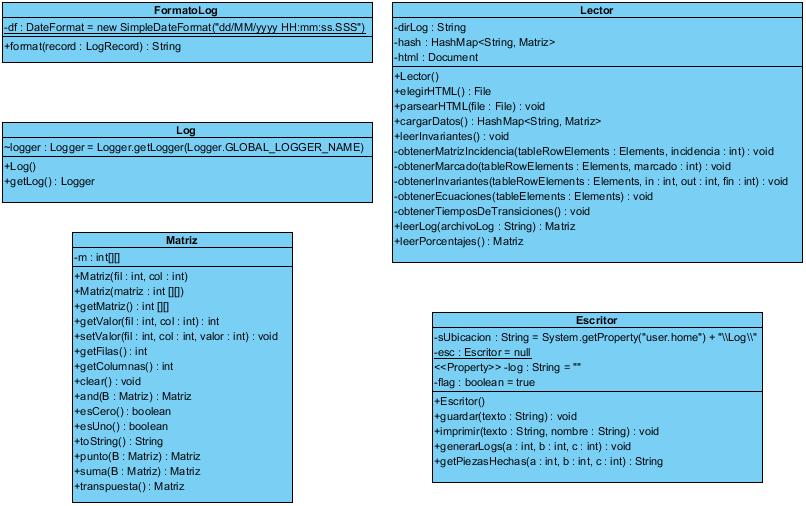 FormatoLog
-df : DateFormat = new SimpleDateFormat("dd/MM/yyyy HH:mm:ss.SSS")
+format(record : LogRecord) : String
Log
~logger : Logger = Logger.getLogger(Logger.GLOBAL_LOGGER_NAME)
+Log()
+getLog() : Logger
Matriz
-m : int[][]
+Matriz(fil : int, col : int)
+Matriz(matriz : int [][])
+getMatriz() : int [][]
+getValor(fil : int, col : int) : int
+setValor(fil : int, col : int, valor : int) : void
+getFilas() : int
+getColumnas() : int
+clear() : void
+and(B : Matriz) : Matriz
+esCero() : boolean
+esUno() : boolean
+toString() : String
+punto(B : Matriz) : Matriz
+suma(B : Matriz) : Matriz
+transpuesta() : Matriz
Lector
-dirLog : String
-hash : HashMap<String, Matriz>
-html : Document
+Lector()
+elegirHTML() : File
+parsearHTML(file : File) : void
+cargarDatos() : HashMap<String, Matriz>
+leerInvariantes() : void
-obtenerMatrizIncidencia(tableRowElements : Elements, incidencia : int) : void
-obtenerMarcado(tableRowElements : Elements, marcado : int) : void
-obtenerInvariantes(tableRowElements : Elements, in : int, out : int, fin : int) : void
-obtenerEcuaciones(tableElements : Elements) : void
-obtenerTiemposDeTransiciones() : void
+leerLog(archivoLog : String) : Matriz
+leerPorcentajes() : Matriz
Escritor
-sUbicacion : String = System.getProperty("user.home") + "\\Log\\"
-esc : Escritor = null
<<Property>> -log : String = ""
-flag : boolean = true
+Escritor()
+guardar(texto : String) : void
+imprimir(texto : String, nombre : String) : void
+generarLogs(a : int, b : int, c : int) : void
+getPiezasHechas(a : int, b : int, c : int) : String